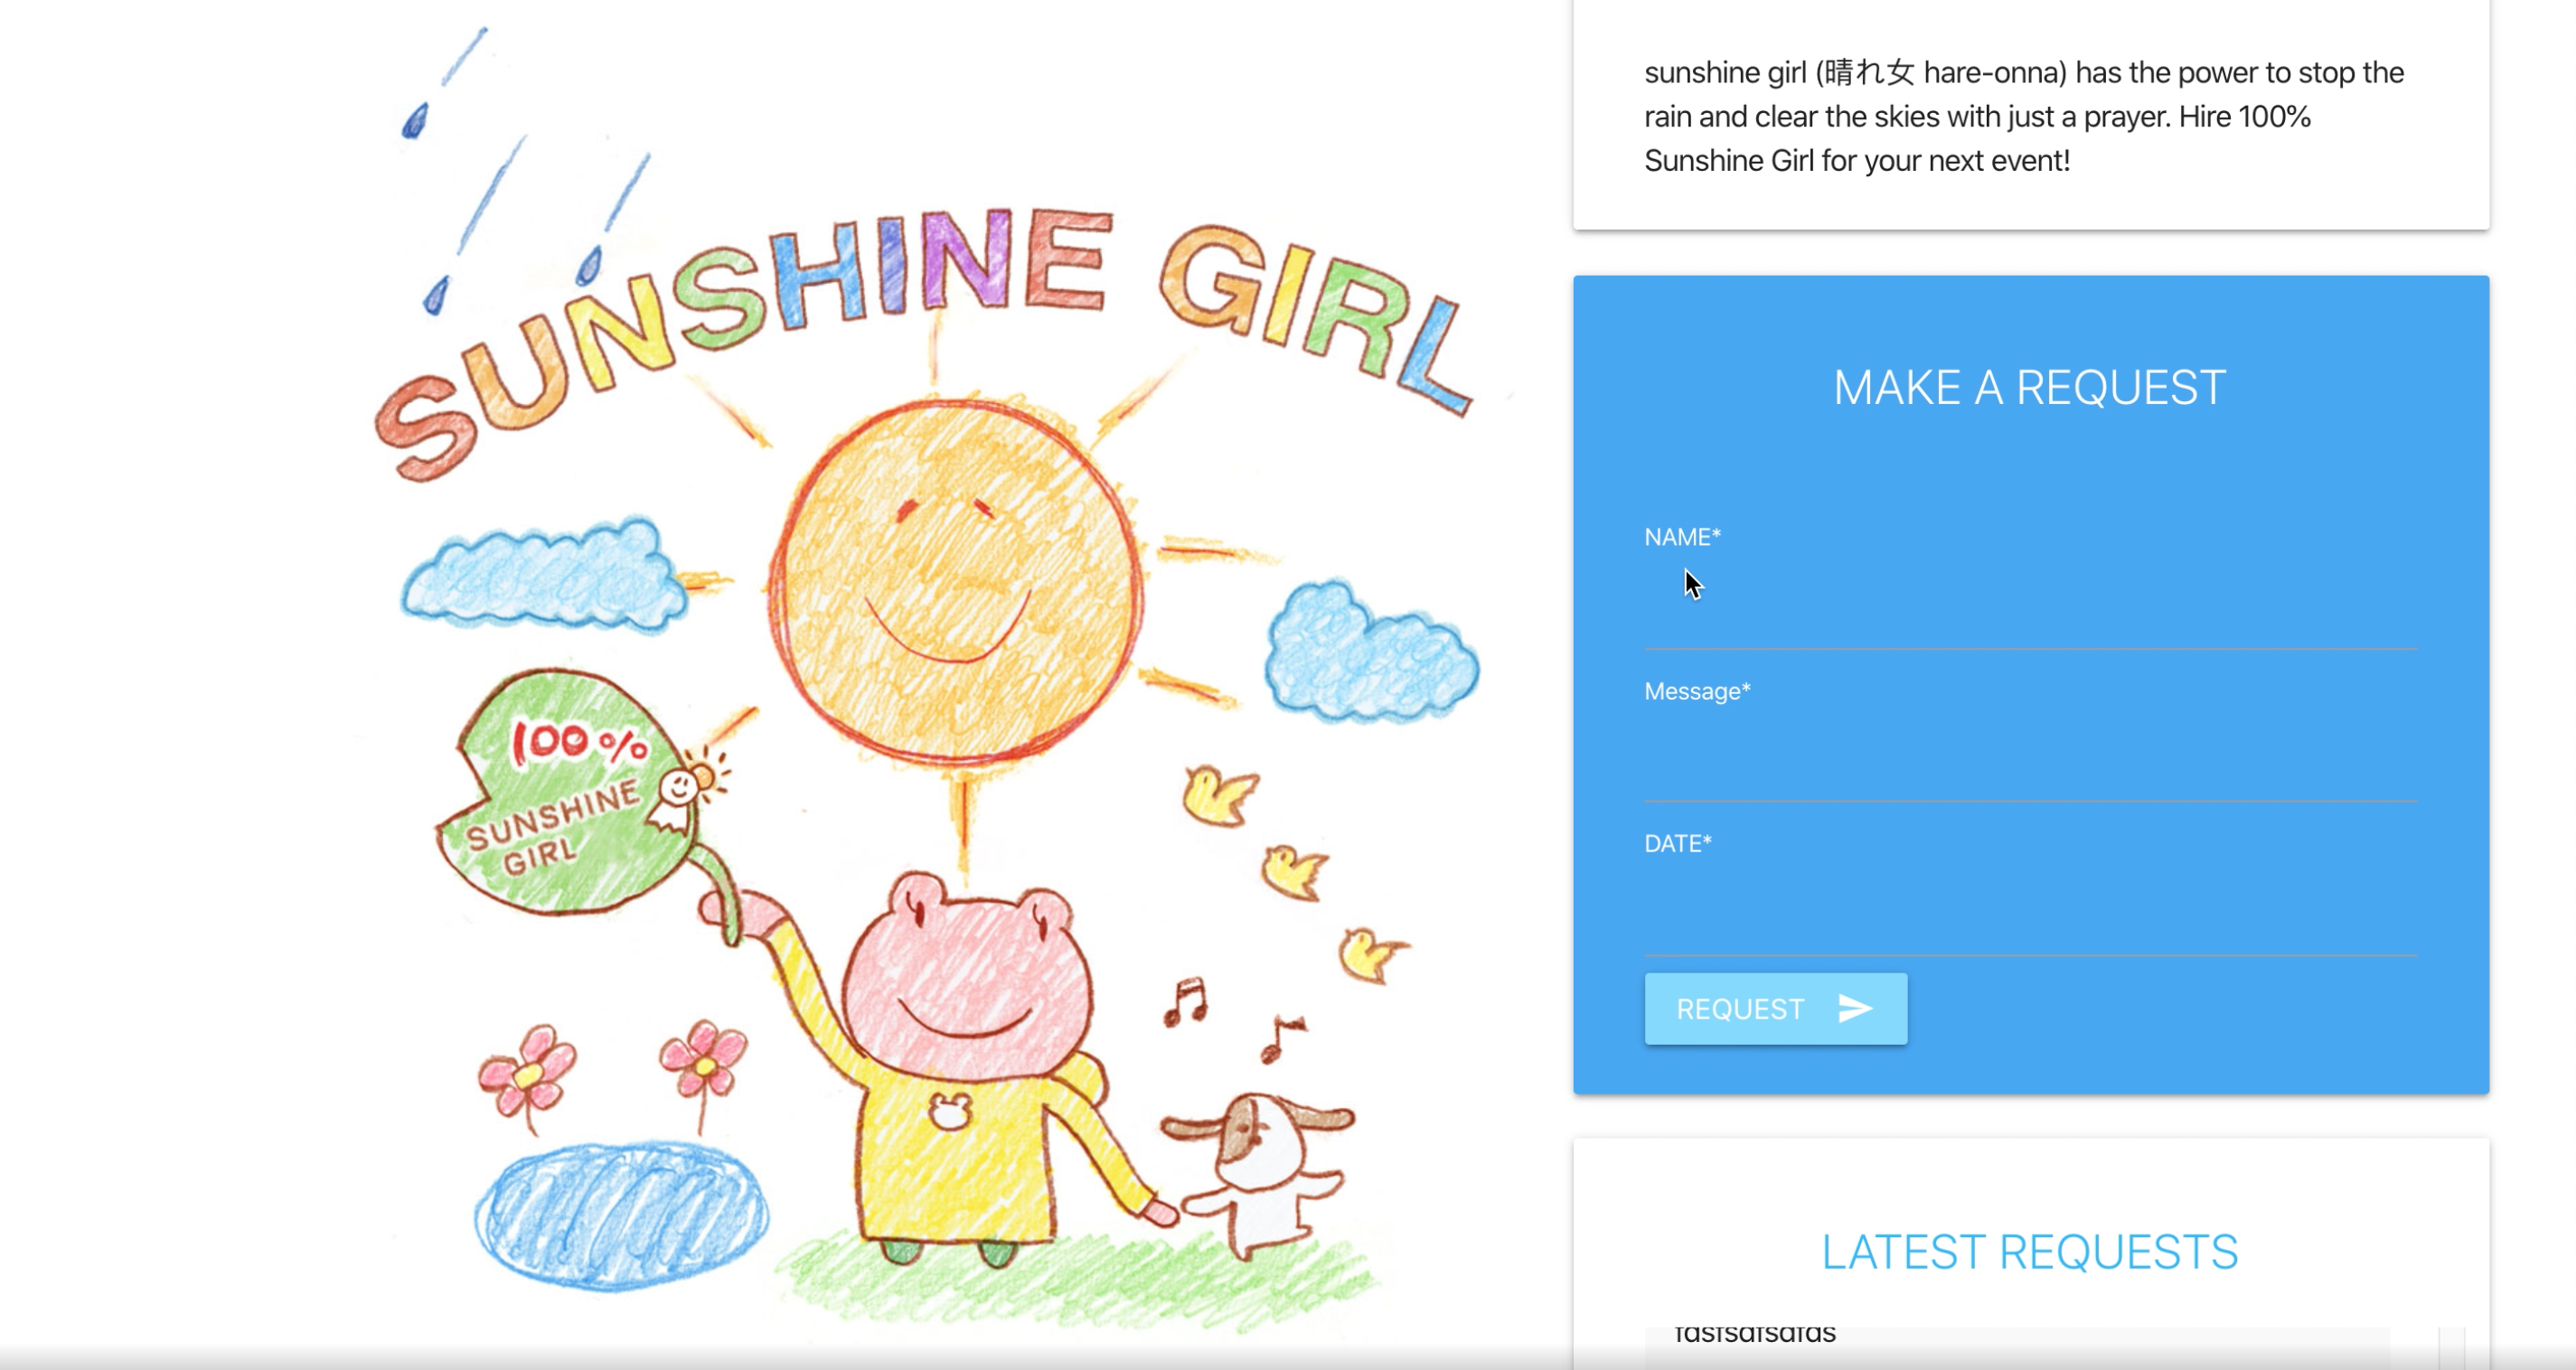 SUNSHINE GIRL
100%
SUNSHINE
GIRL
sunshine girl (晴れ女 hare-onna) has the power to stop the
rain and clear the skies with just a prayer. Hire 100%
Sunshine Girl for your next event!
MAKE A REQUEST
NAME*
Message*
DATE*
REQUEST
LATEST REQUESTS